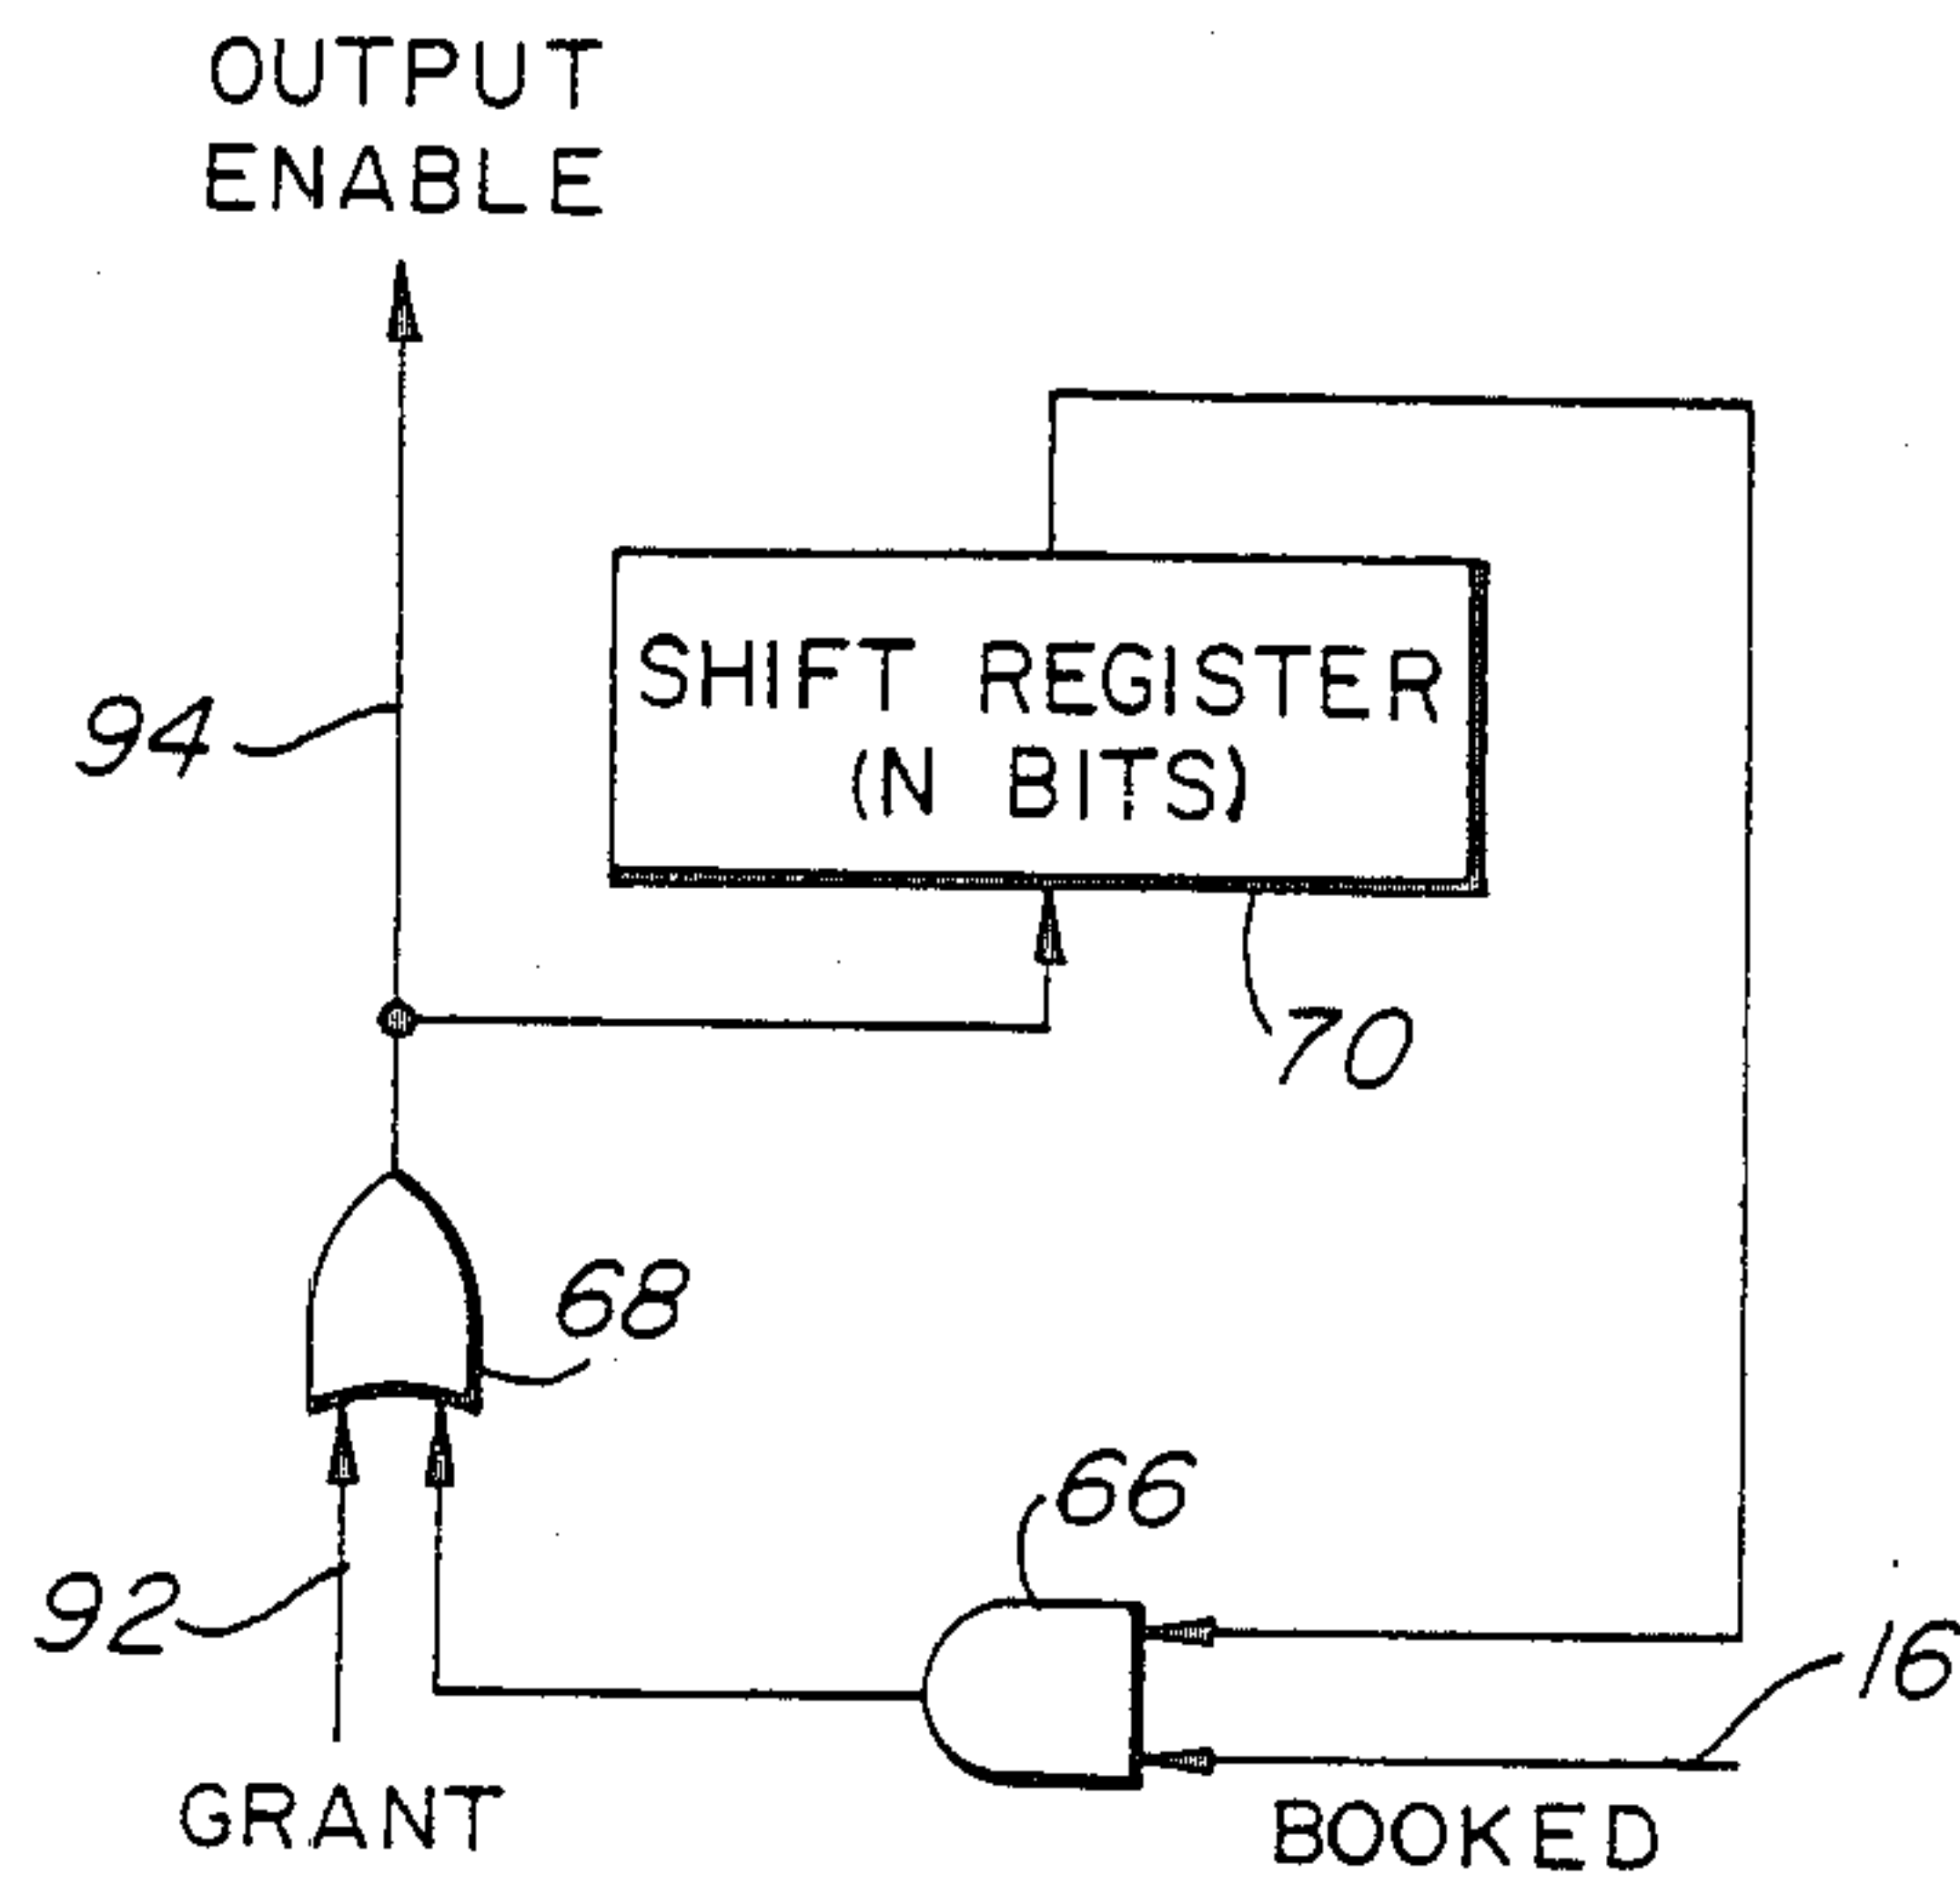 OUTPUT
ENABLE
SHIFT REGISTER
(N BITS)
94
70
68
66
92
16
GRANT
BOOKED